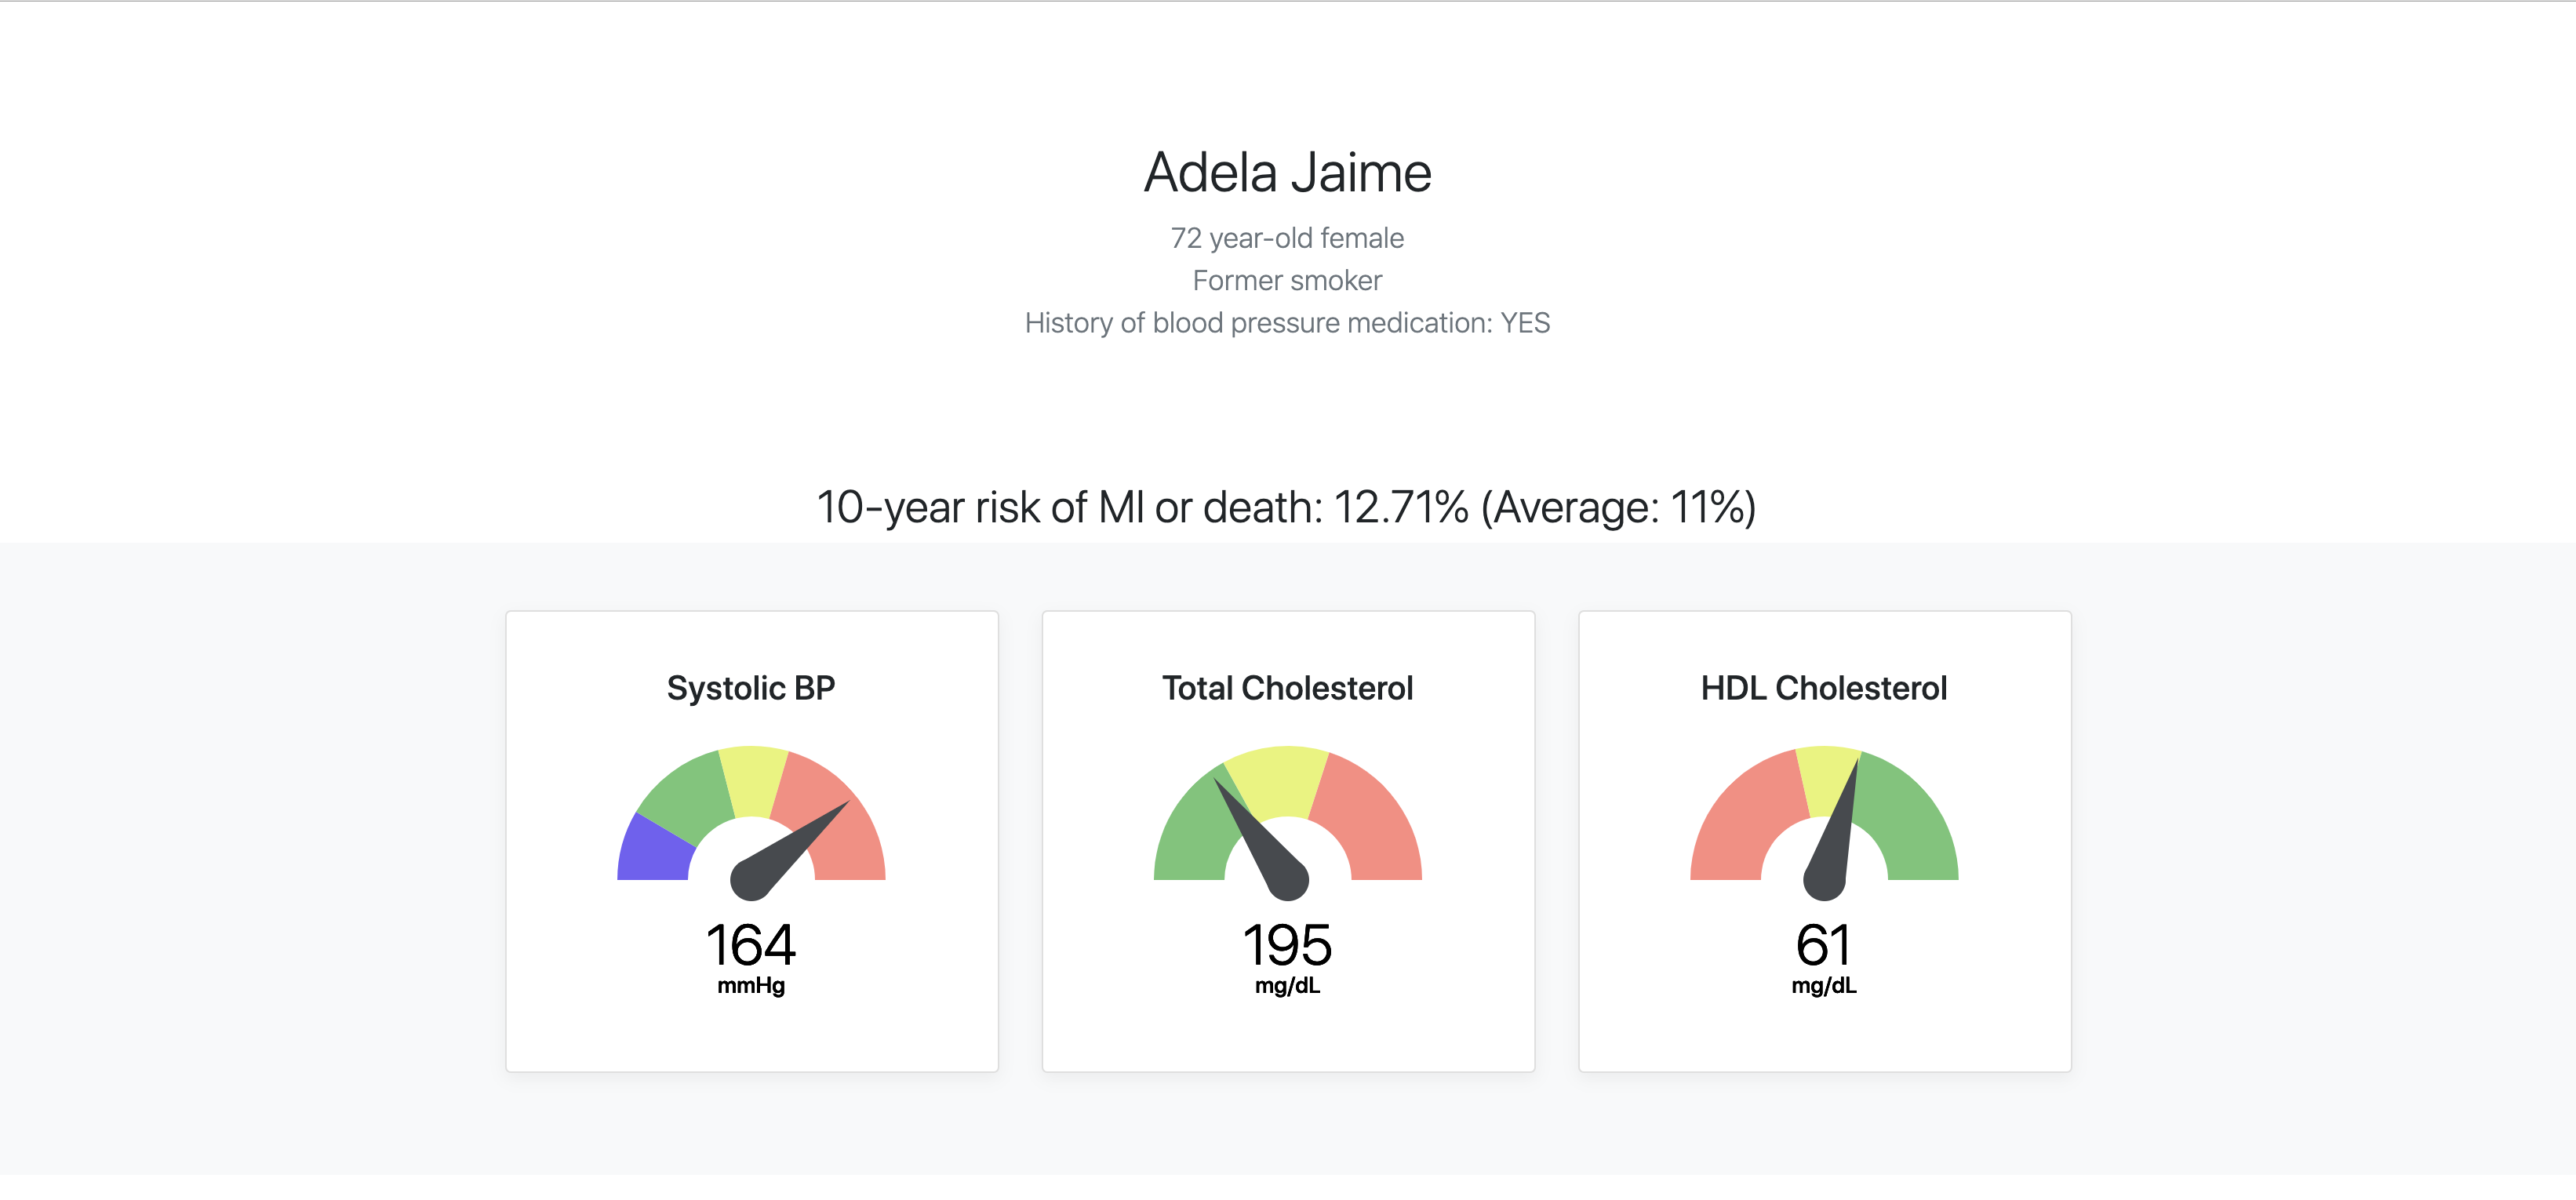 Adela Jaime
72 year-old female
Former smoker
History of blood pressure medication: YES
10-year risk of MI or death: 12.71% (Average: 11%)
Systolic BP
164
mmHg
Total Cholesterol
195
mg/dL
HDL Cholesterol
61
mg/dL